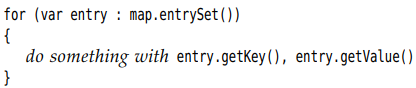 for (var entry : map.entrySet())
{
do something with entry.getKey(), entry.getValue()
}